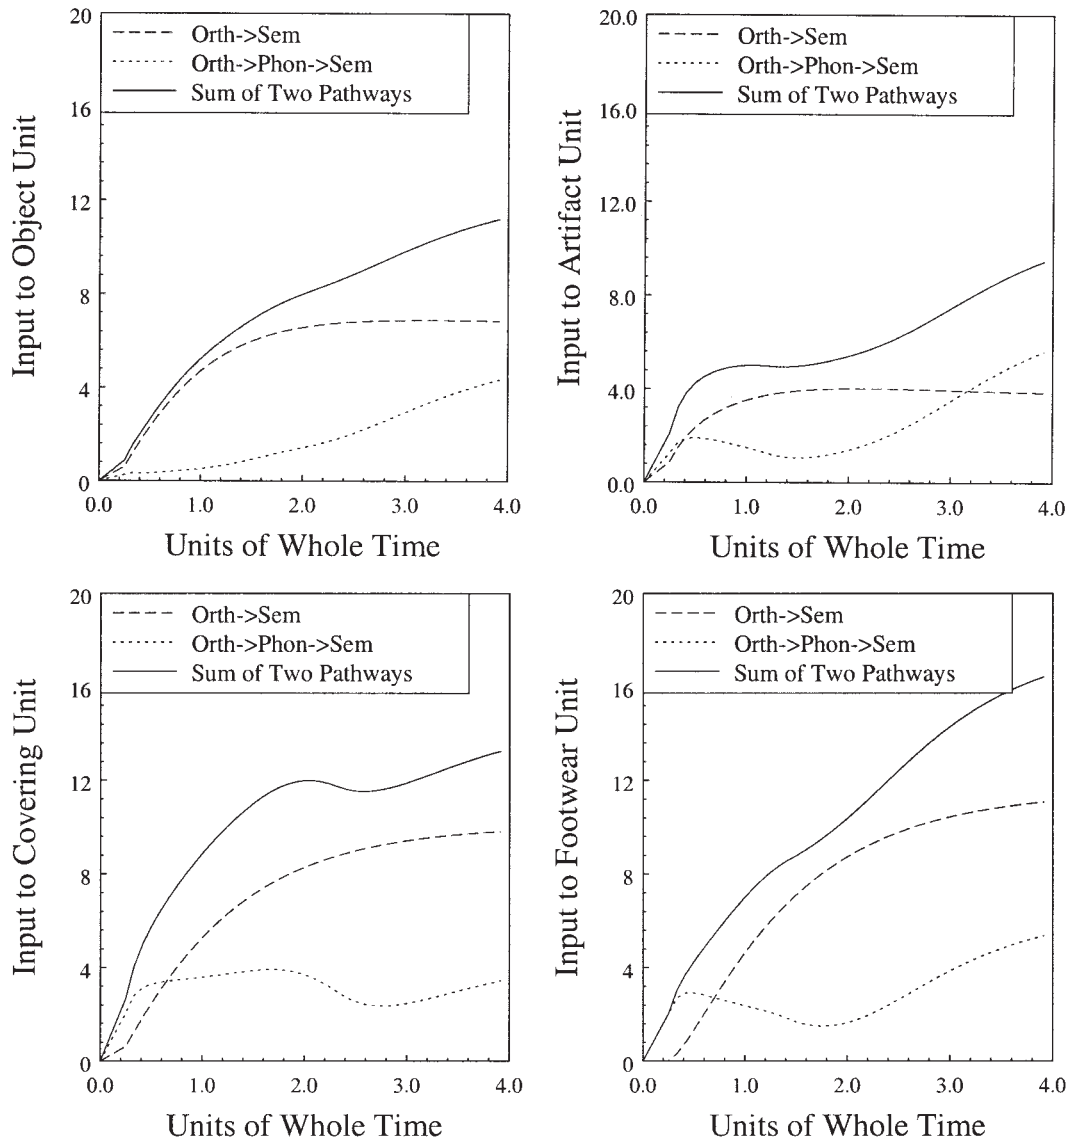 20
Orth->Sem
Orth->Phon->Sem
Sum of Two Pathways
16
12
8
4
0
Input to Object Unit
0.0 1.0 2.0 3.0 4.0
Units of Whole Time
20.0
Orth->Sem
Orth->Phon->Sem
Sum of Two Pathways
16.0
12.0
8.0
4.0
0.0
Input to Artifact Unit
0.0 1.0 2.0 3.0 4.0
Units of Whole Time
20
Orth->Sem
Orth->Phon->Sem
Sum of Two Pathways
16
12
8
4
0
Input to Covering Unit
0.0 1.0 2.0 3.0 4.0
Units of Whole Time
20
Orth->Sem
Orth->Phon->Sem
Sum of Two Pathways
16
12
8
4
0
Input to Footwear Unit
0.0 1.0 2.0 3.0 4.0
Units of Whole Time